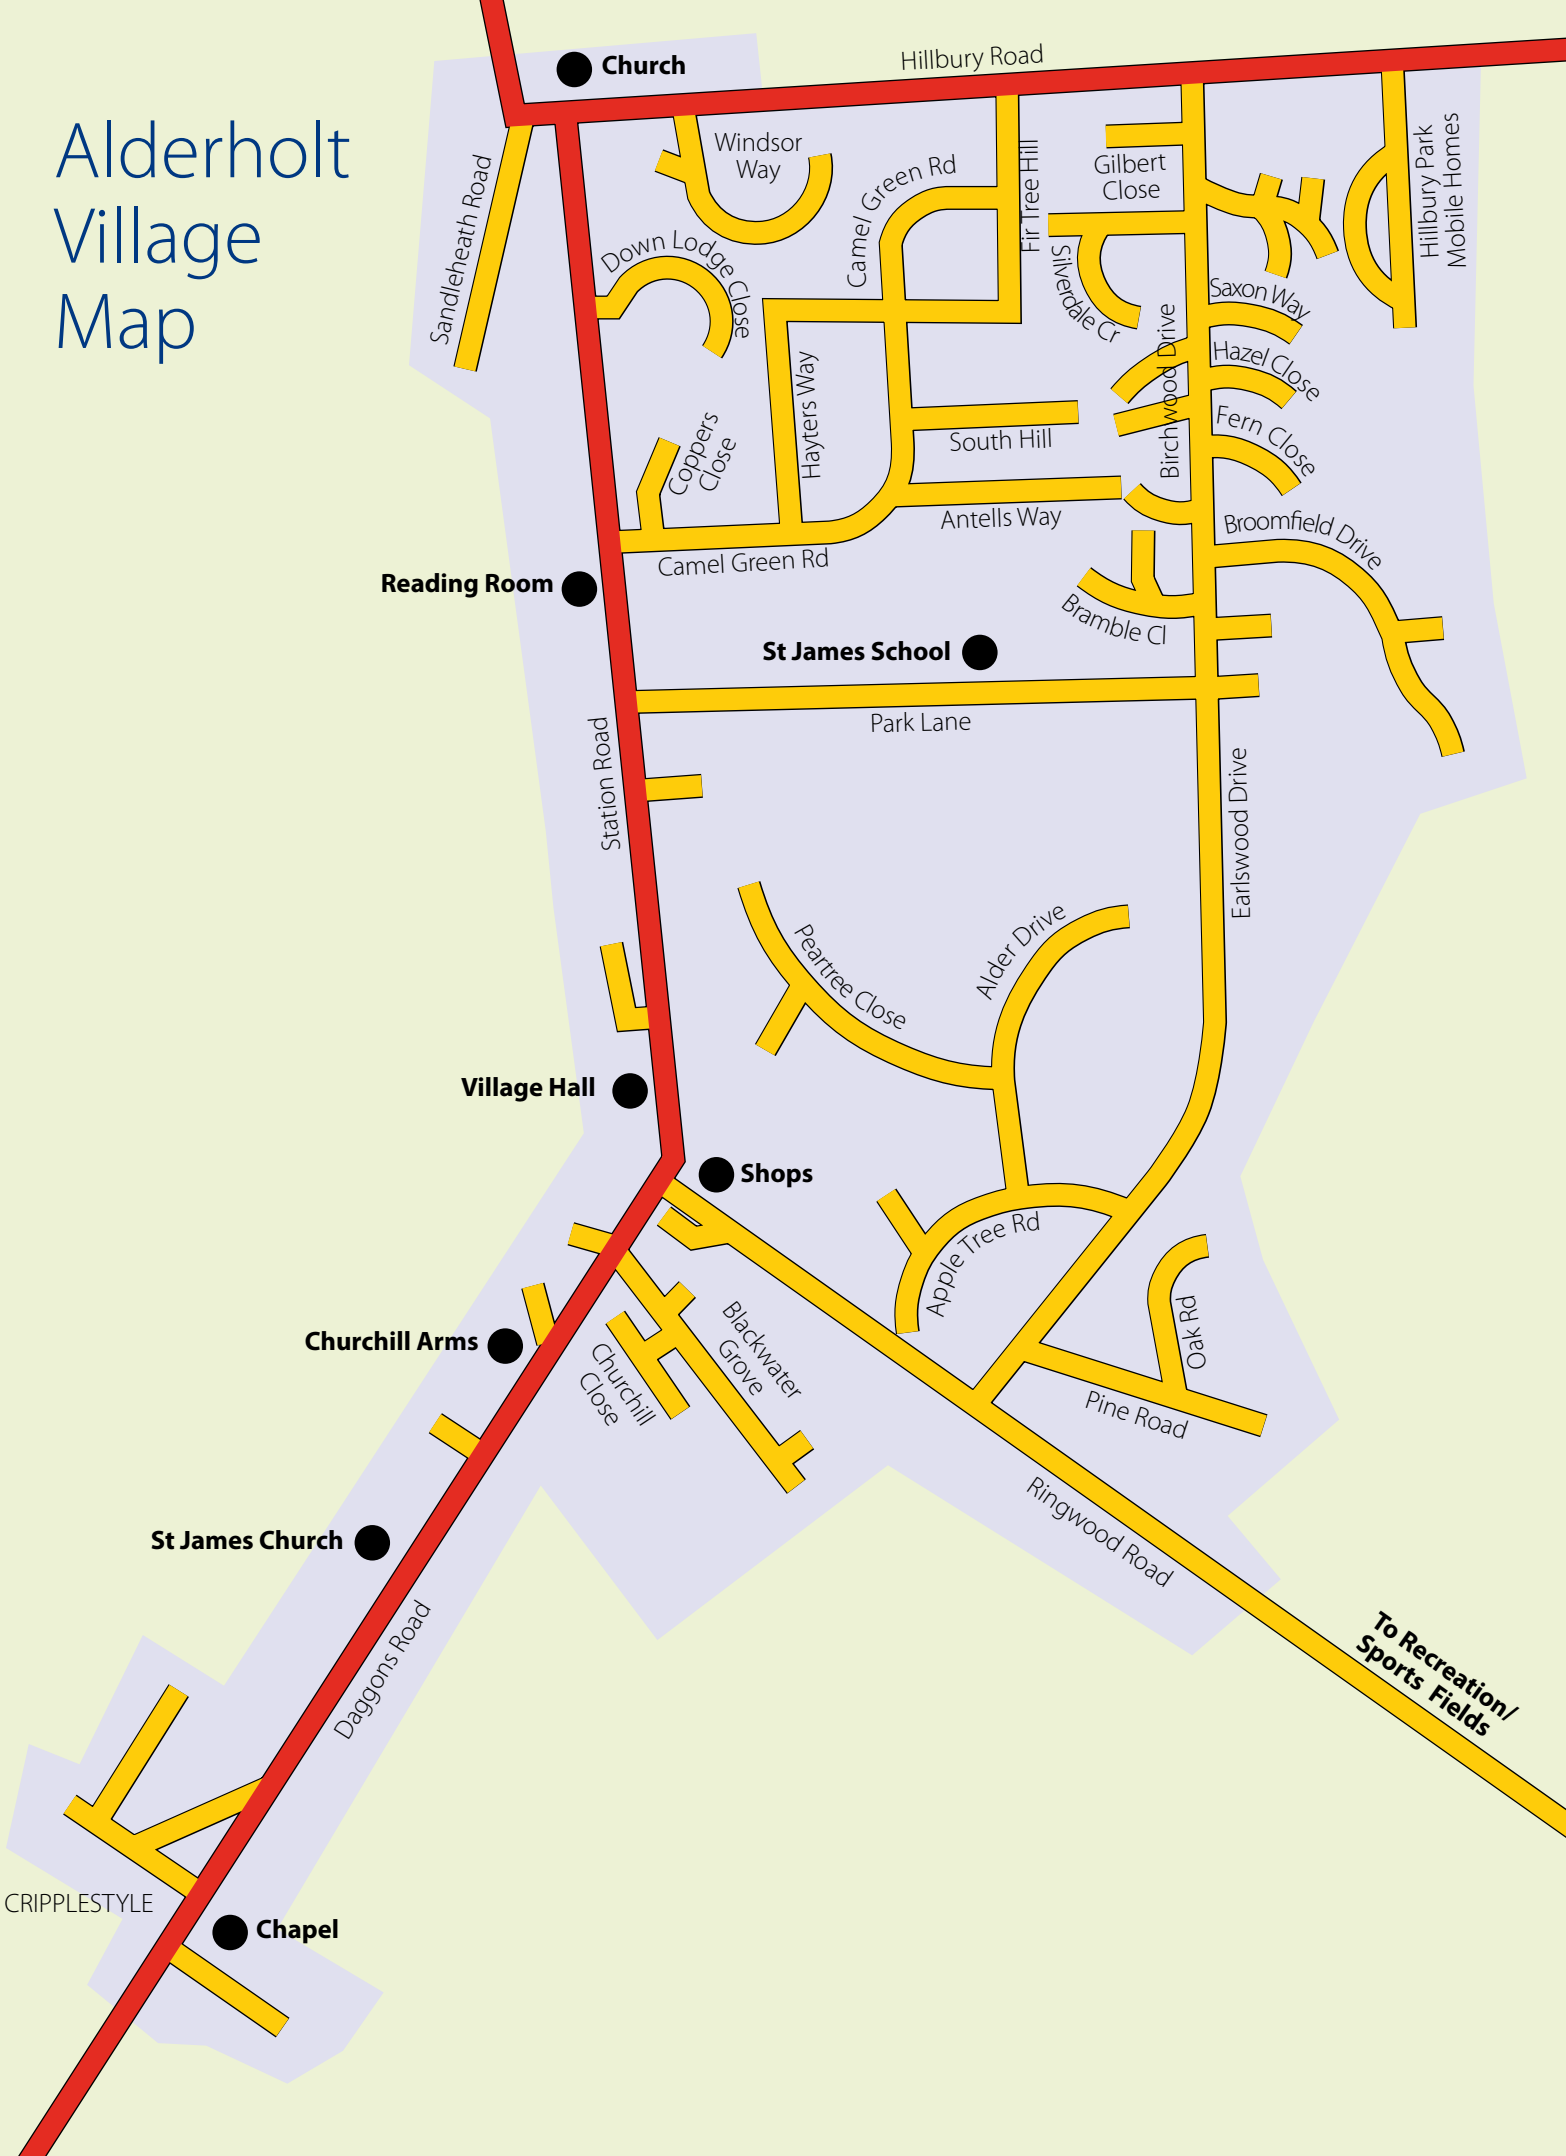 Alderholt
Village
Map
Church
Hillbury Road
Sandleheath Road
Windsor
Way
Down Lodge Close
Camel Green Rd
Fir Tree Hill
Gilbert
Close
Hillbury Park
Mobile Homes
Silverdale Cr
Saxon Way
Hazel Close
Fern Close
Birchwood Drive
Hayters Way
Coppers
Close
South Hill
Antells Way
Camel Green Rd
Broomfield Drive
Reading Room
Bramble Cl
St James School
Park Lane
Station Road
Earlswood Drive
Peartree Close
Alder Drive
Village Hall
Shops
Apple Tree Rd
Oak Rd
Pine Road
Churchill Arms
Churchill
Close
Blackwater
Grove
Ringwood Road
St James Church
Daggons Road
To Recreation/
Sports Fields
CRIPPLESTYLE
Chapel